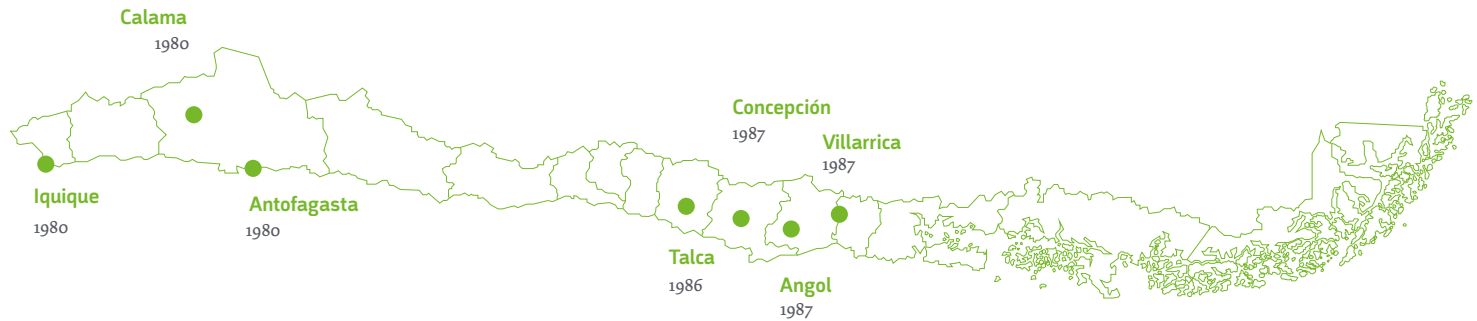 Calama
1980
Iquique
1980
Antofagasta
1980
Talca
1986
Concepción
1987
Angol
1987
Villarrica
1987